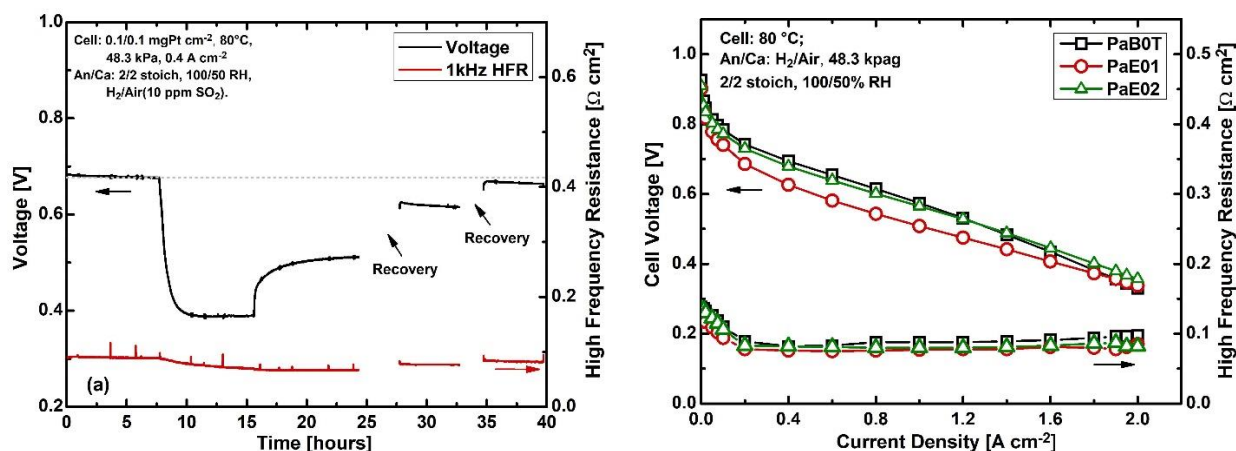 Cell: 0.1/0.1 mgPt cm-2, 80°C,
48.3 kPa, 0.4 A cm-2
An/Ca: 2/2 stoich, 100/50 RH,
H2/Air(10 ppm SO2).
Voltage
1kHz HFR
Recovery
Recovery
(a)
1.0
0.8
0.6
0.4
0.2
Voltage [V]
0 5 10 15 20 25 30 35 40
Time [hours]
0.6
0.4
0.2
0.0
High Frequency Resistance [Ω cm2]
Cell: 80 °C;
An/Ca: H2/Air, 48.3 kpag
2/2 stoich, 100/50% RH
PaB0T
PaE01
PaE02
1.0
0.8
0.6
0.4
0.2
0.0
Cell Voltage [V]
0.0 0.4 0.8 1.2 1.6 2.0
Current Density [A cm-2]
0.5
0.4
0.3
0.2
0.1
0.0
High Frequency Resistance [Ω cm2]